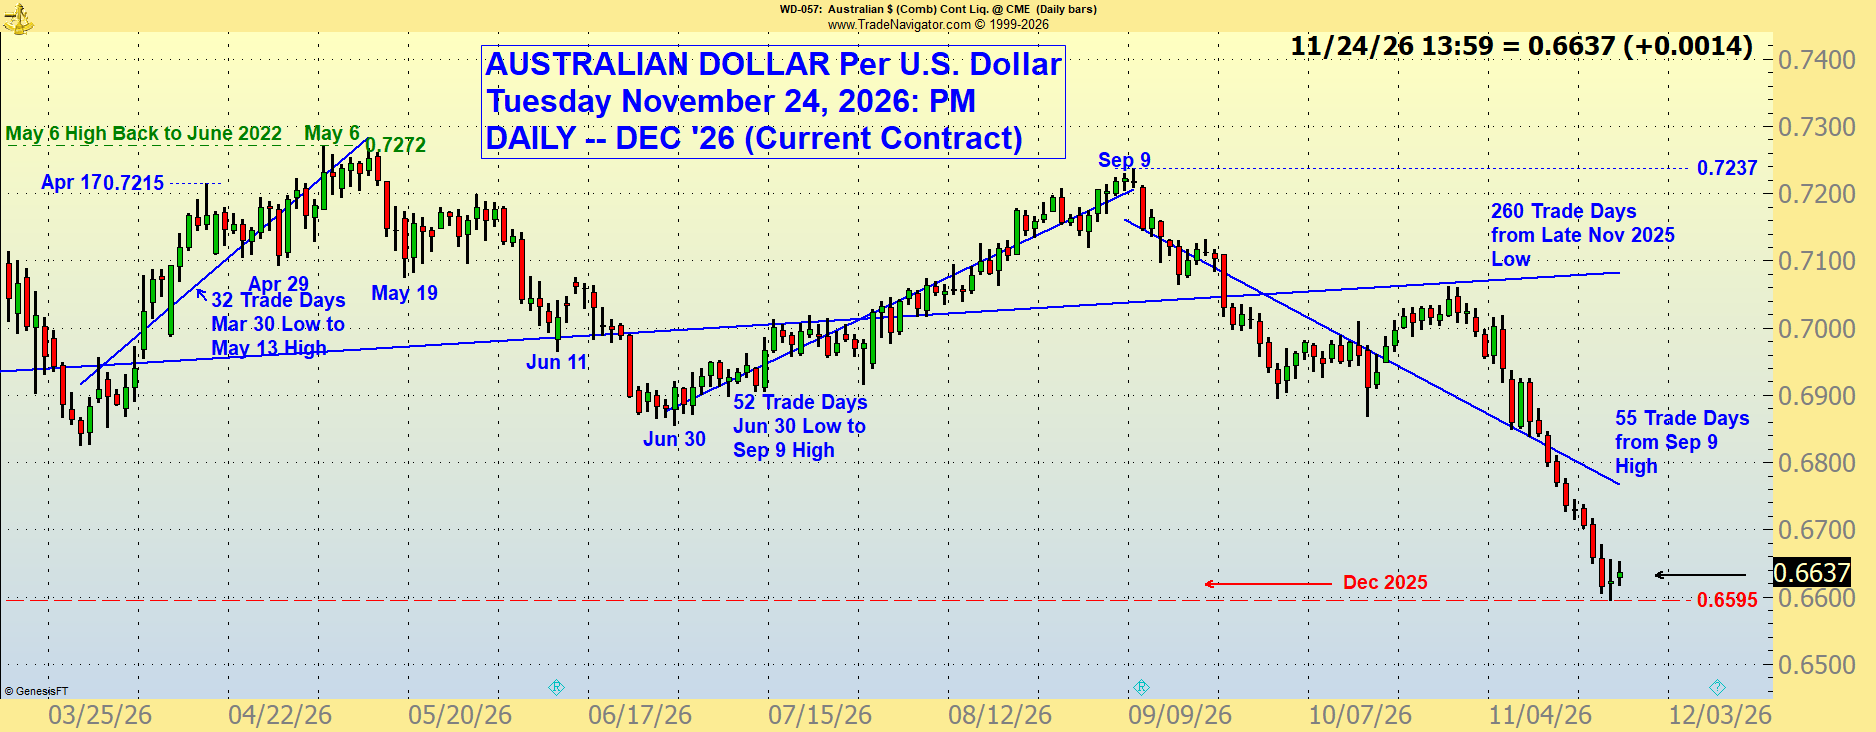 WD-057: Australian $ (Comb) Cont Liq. @ CME (Daily bars)
www.TradeNavigator.com © 1999-2026
11/24/26 13:59 = 0.6637 (+0.0014)
AUSTRALIAN DOLLAR Per U.S. Dollar
Tuesday November 24, 2026: PM
DAILY -- DEC '26 (Current Contract)
May 6 High Back to June 2022
May 6
0.7272
Apr 17 0.7215
Apr 29
32 Trade Days
Mar 30 Low to
May 13 High
May 19
Jun 11
Jun 30
52 Trade Days
Jun 30 Low to
Sep 9 High
Sep 9
0.7237
260 Trade Days
from Late Nov 2025
Low
55 Trade Days
from Sep 9
High
Dec 2025
0.6595
0.7400
0.7300
0.7200
0.7100
0.7000
0.6900
0.6800
0.6700
0.6637
0.6600
0.6500
R
R
?
© GenesisFT
03/25/26
04/22/26
05/20/26
06/17/26
07/15/26
08/12/26
09/09/26
10/07/26
11/04/26
12/03/26